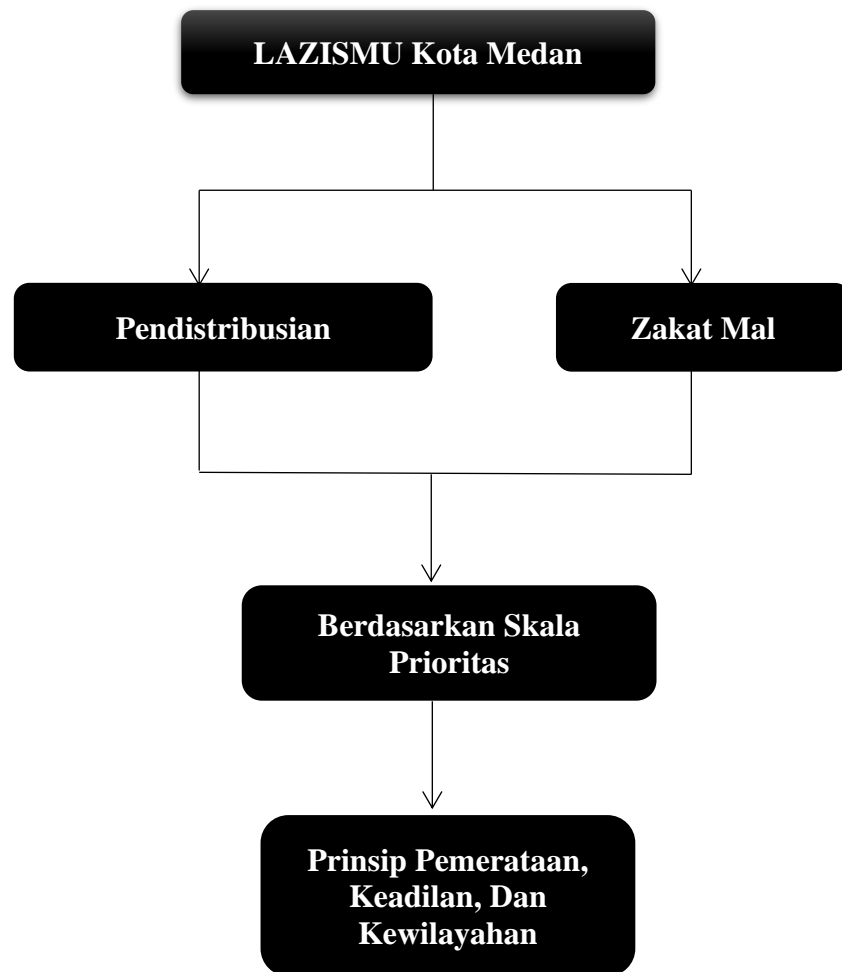 LAZISMU Kota Medan
Pendistribusian
Zakat Mal
Berdasarkan Skala
Prioritas
Prinsip Pemerataan,
Keadilan, Dan
Kewilayahan